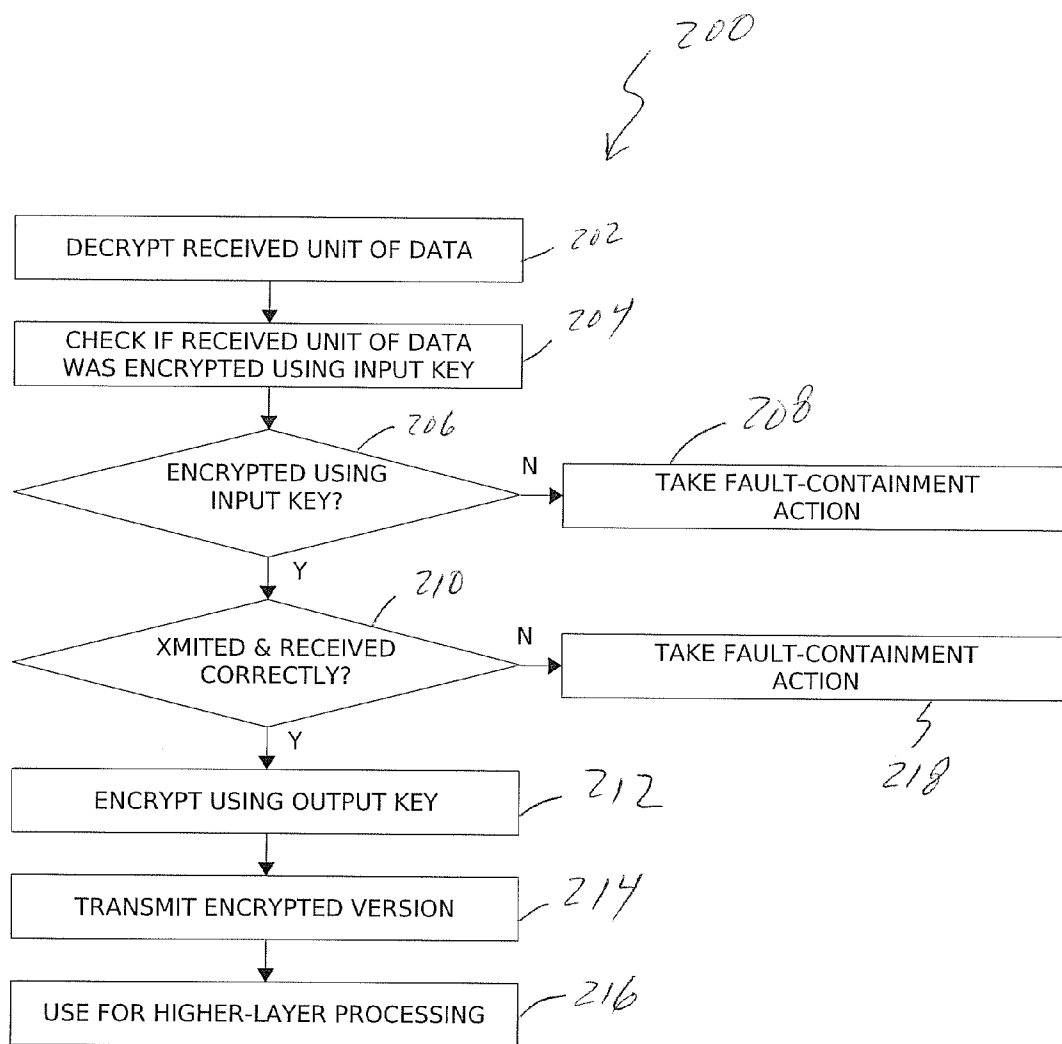 200
DECRYPT RECEIVED UNIT OF DATA
202
CHECK IF RECEIVED UNIT OF DATA
WAS ENCRYPTED USING INPUT KEY
204
206
ENCRYPTED USING
INPUT KEY?
N
208
TAKE FAULT-CONTAINMENT
ACTION
Y
210
XMITED & RECEIVED
CORRECTLY?
N
TAKE FAULT-CONTAINMENT
ACTION
218
Y
ENCRYPT USING OUTPUT KEY
212
TRANSMIT ENCRYPTED VERSION
214
USE FOR HIGHER-LAYER PROCESSING
216